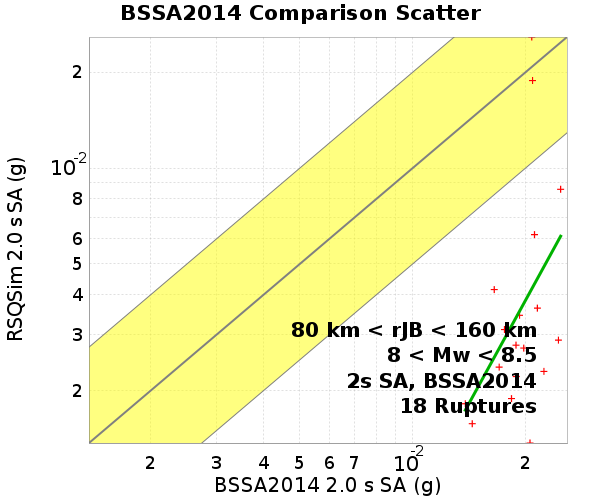 BSSA2014 Comparison Scatter
RSQSim 2.0 s SA (g)
2
10-2
8
6
5
4
3
2
80 km < rJB < 160 km
8 < Mw < 8.5
2s SA, BSSA2014
18 Ruptures
2 3 4 5 6 7 10-2 2
BSSA2014 2.0 s SA (g)